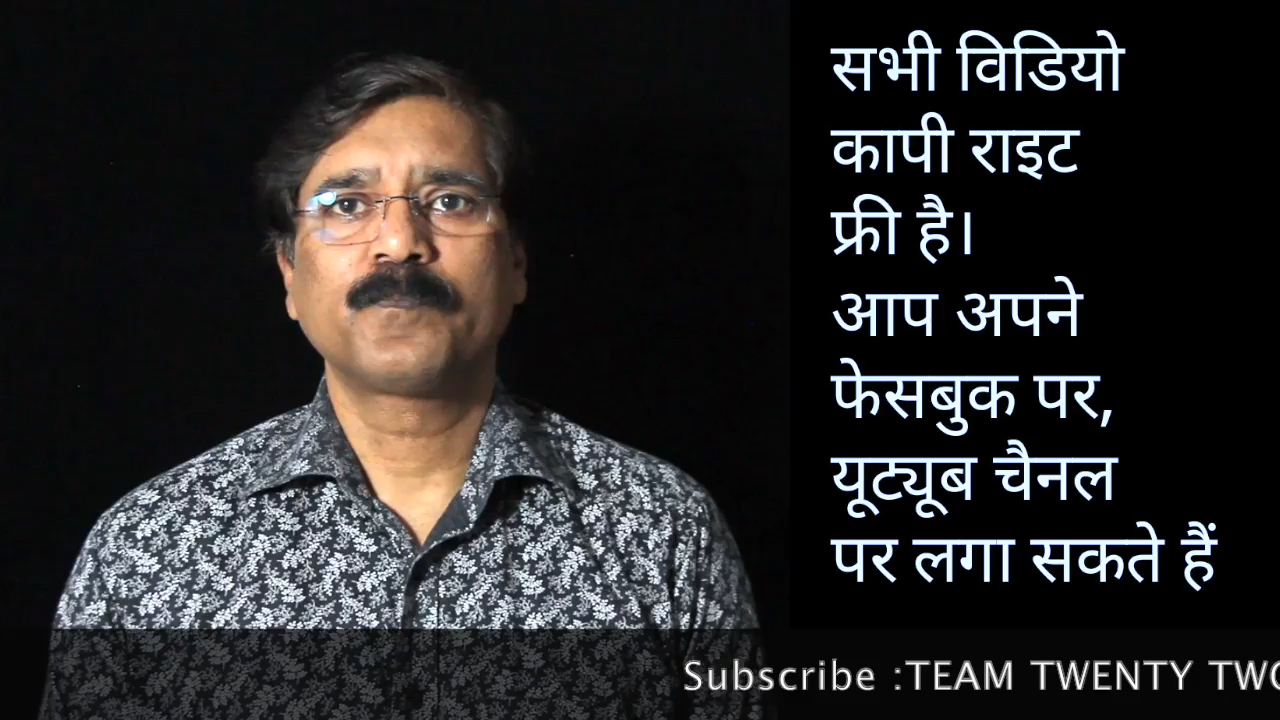 सभी विडियो
कापी राइट
फ्री है।
आप अपने
फेसबुक पर,
यूट्यूब चैनल
पर लगा सकते हैं
Subscribe :TEAM TWENTY TWO